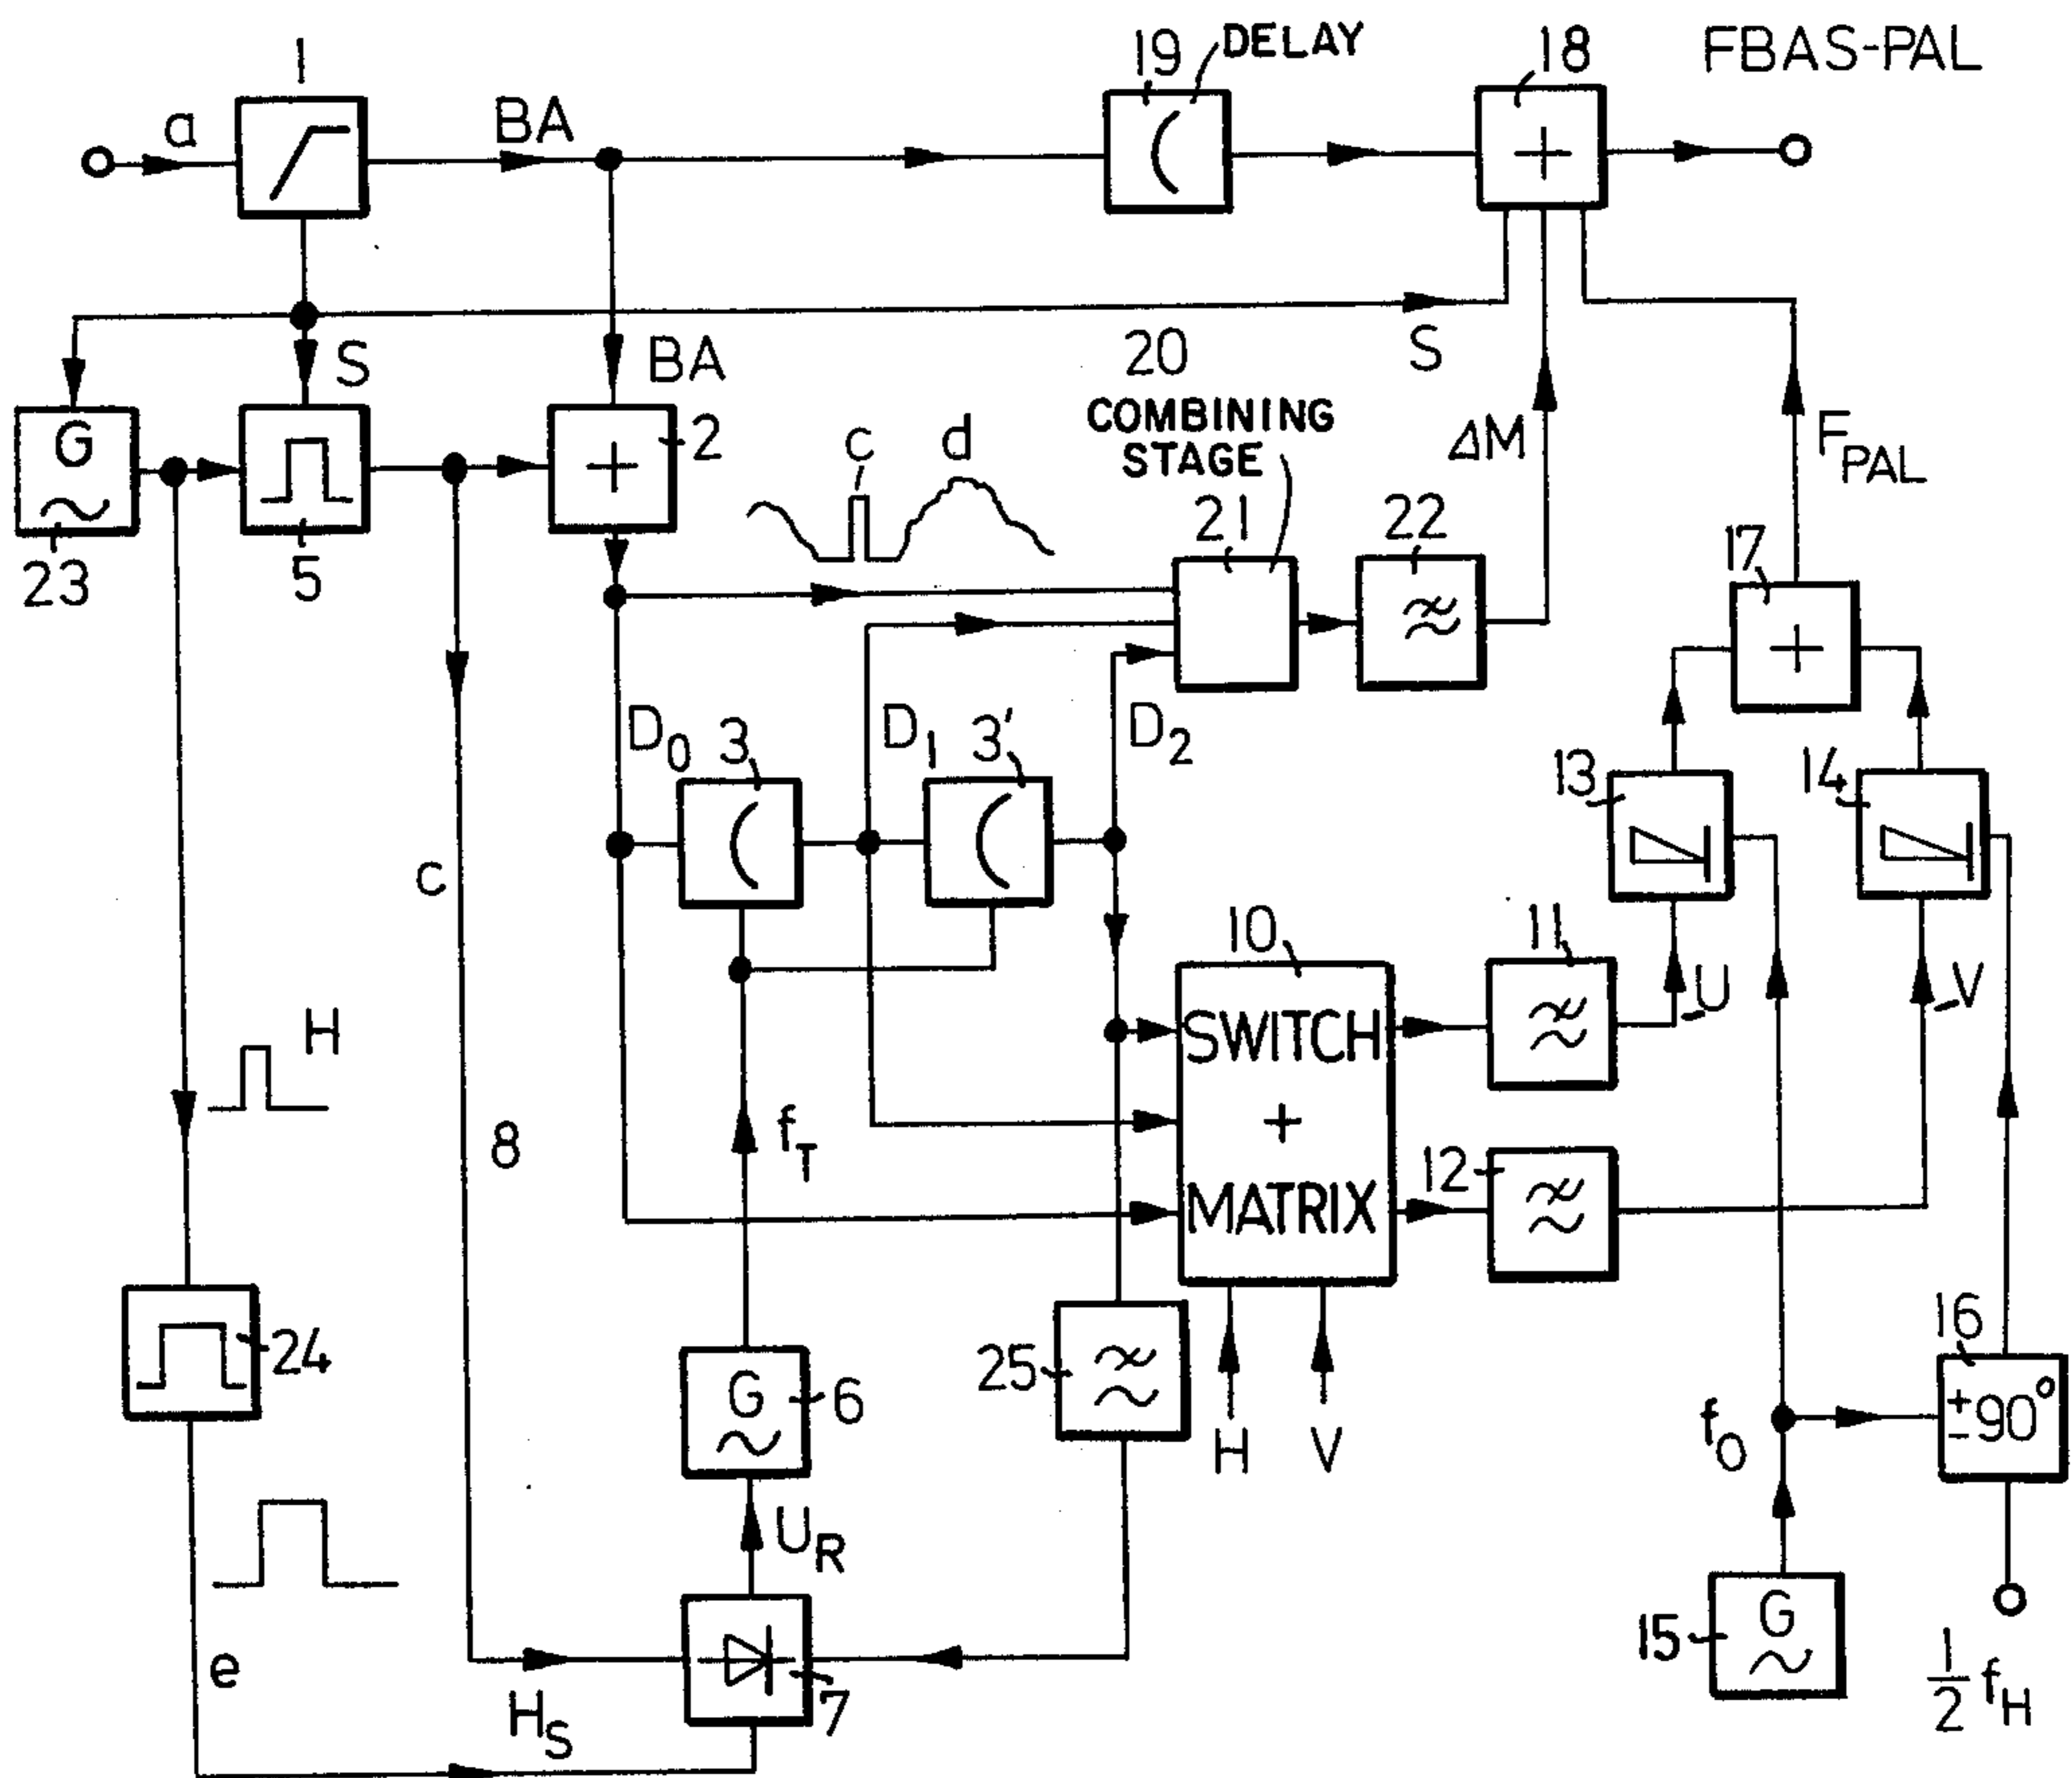 1
19
DELAY
18
FBAS-PAL
a
BA
+
S
BA
20
S
COMBINING
STAGE
ΔM
F_PAL
G
23
5
+
2
c
d
21
22
17
+
D_0
3
D_1
3'
D_2
13
14
c
10
11
U
V
H
SWITCH
+
MATRIX
8
f_T
12
24
G
6
25
H
V
f_0
16
±90°
U_R
e
H_S
7
15
G
1/2 f_H